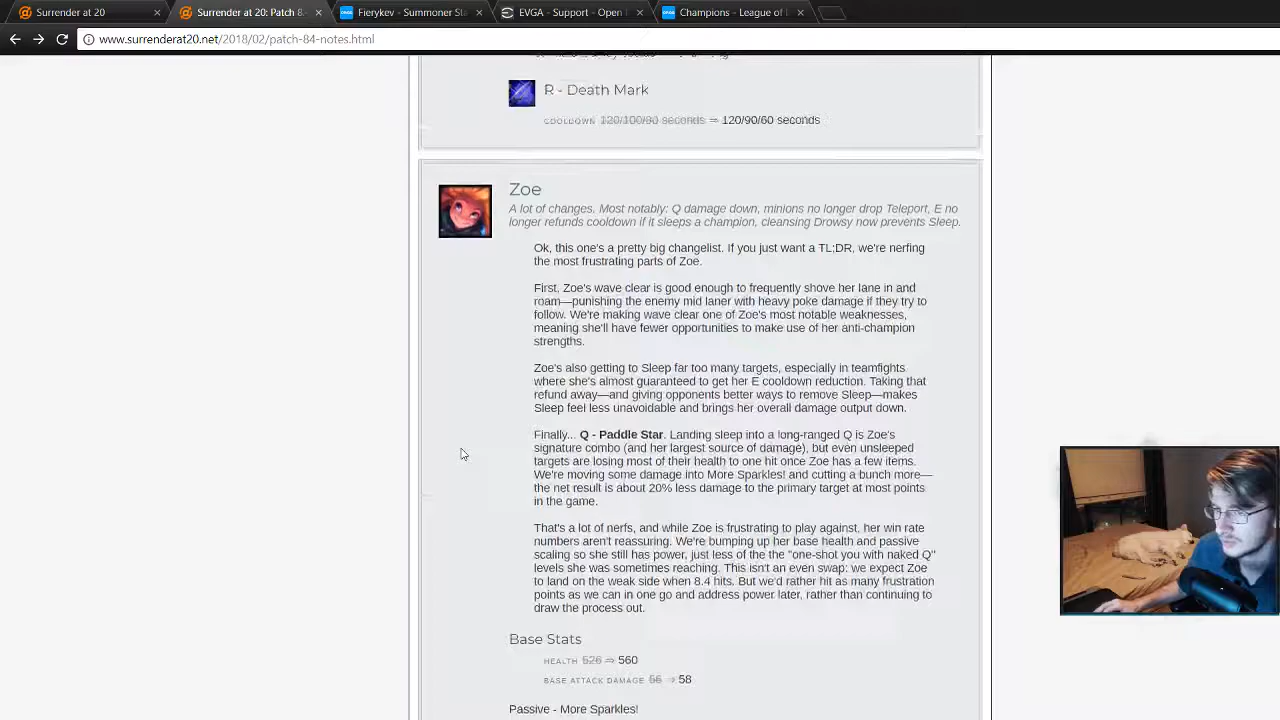 Surrender at 20
Surrender at 20: Patch 8.
Fierykev - Summoner Sta
EVGA - Support - Open
Champions - League of L
www.surrenderat20.net/2018/02/patch-84-notes.html
R - Death Mark
COOLDOWN 120/100/80 seconds ⇒ 120/90/60 seconds
Zoe
A lot of changes. Most notably: Q damage down, minions no longer drop Teleport, E no
longer refunds cooldown if it sleeps a champion, cleansing Drowsy now prevents Sleep.
Ok, this one's a pretty big changelist. If you just want a TL;DR, we're nerfing
the most frustrating parts of Zoe.
First, Zoe's wave clear is good enough to frequently shove her lane in and
roam—punishing the enemy mid laner with heavy poke damage if they try to
follow. We're making wave clear one of Zoe's most notable weaknesses,
meaning she'll have fewer opportunities to make use of her anti-champion
strengths.
Zoe's also getting to Sleep far too many targets, especially in teamfights
where she's almost guaranteed to get her E cooldown reduction. Taking that
refund away—and giving opponents better ways to remove Sleep—makes
Sleep feel less unavoidable and brings her overall damage output down.
Finally... Q - Paddle Star. Landing sleep into a long-ranged Q is Zoe's
signature combo (and her largest source of damage), but even unsleeped
targets are losing most of their health to one hit once Zoe has a few items.
We're moving some damage into More Sparkles! and cutting a bunch more—
the net result is about 20% less damage to the primary target at most points
in the game.
That's a lot of nerfs, and while Zoe is frustrating to play against, her win rate
numbers aren't reassuring. We're bumping up her base health and passive
scaling so she still has power, just less of the the "one-shot you with naked Q"
levels she was sometimes reaching. This isn't an even swap: we expect Zoe
to land on the weak side when 8.4 hits. But we'd rather hit as many frustration
points as we can in one go and address power later, rather than continuing to
draw the process out.
Base Stats
HEALTH 526 ⇒ 560
BASE ATTACK DAMAGE 56 ⇒ 58
Passive - More Sparkles!